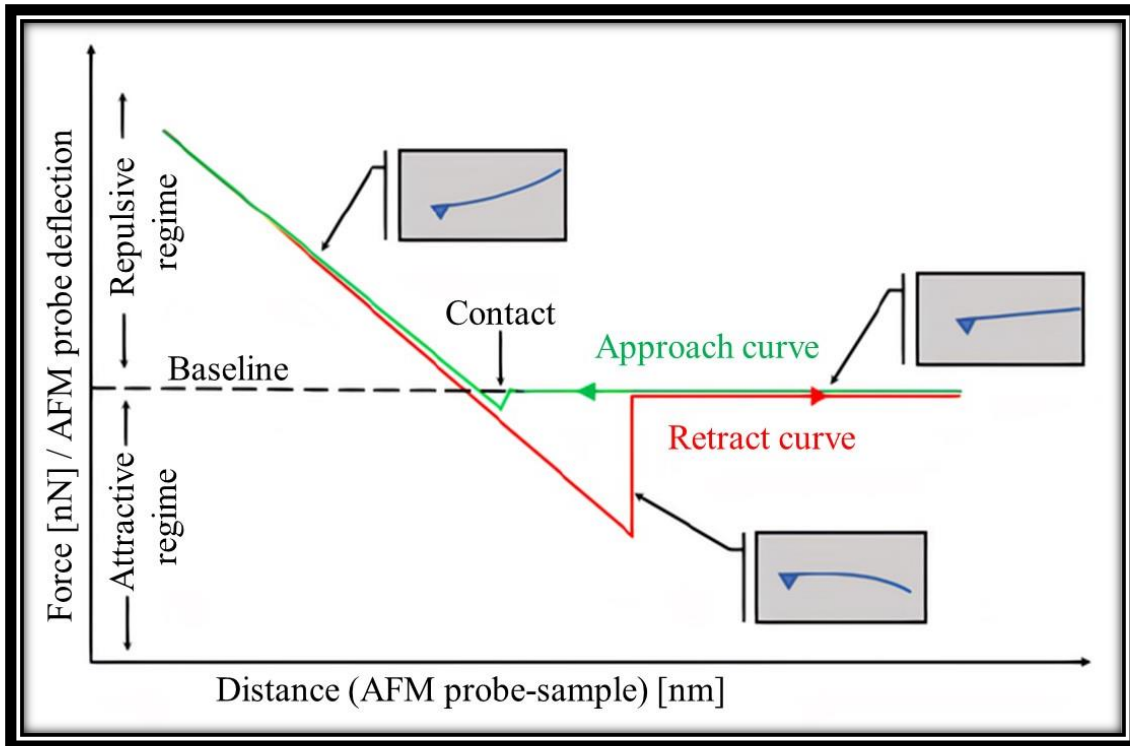 Force [nN] / AFM probe deflection
Repulsive
regime
Attractive
regime
Baseline
Contact
Approach curve
Retract curve
Distance (AFM probe-sample) [nm]